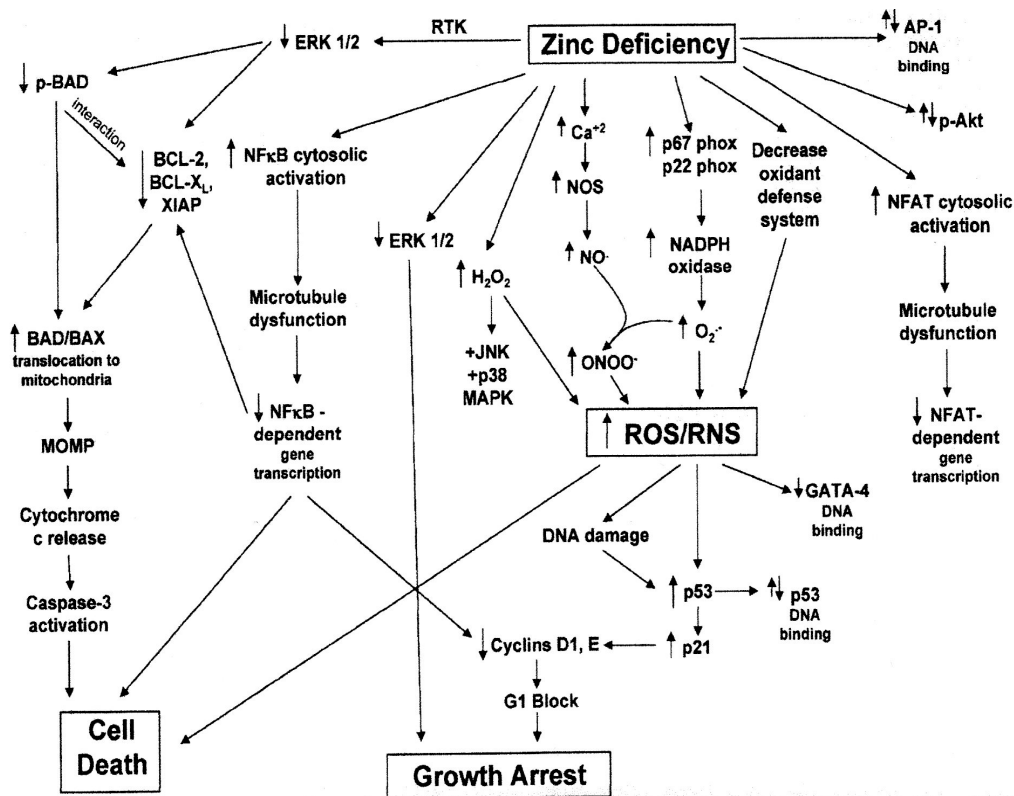 Zinc Deficiency
RTK
↓ ERK 1/2
↑↓ AP-1
DNA
binding
↓ p-BAD
interaction
↓ BCL-2,
BCL-X_L,
XIAP
↑ NFκB cytosolic
activation
↓ ERK 1/2
↑ H₂O₂
+JNK
+p38
MAPK
↑ Ca⁺²
↑ NOS
↑ NO·
↑ ONOO⁻
↑ p67 phox
p22 phox
↑ NADPH
oxidase
↑ O₂·⁻
Decrease
oxidant
defense
system
↑↓ p-Akt
↑ NFAT cytosolic
activation
Microtubule
dysfunction
↓ NFAT-
dependent
gene
transcription
Microtubule
dysfunction
↓ NFκB -
dependent
gene
transcription
↑ BAD/BAX
translocation to
mitochondria
MOMP
Cytochrome
c release
Caspase-3
activation
Cell
Death
↑ ROS/RNS
↓ GATA-4
DNA
binding
DNA damage
↑ p53
↑↓ p53
DNA
binding
↑ p21
↓ Cyclins D1, E
G1 Block
Growth Arrest